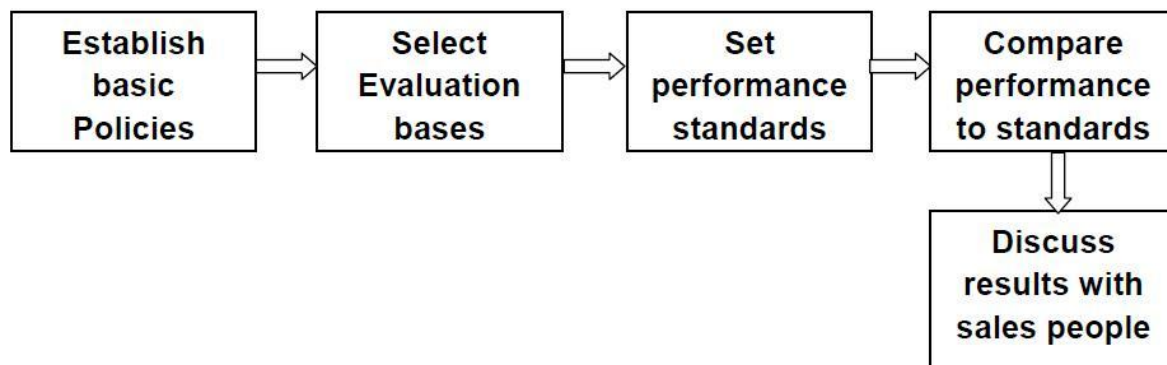 Establish
basic
Policies
Select
Evaluation
bases
Set
performance
standards
Compare
performance
to standards
Discuss
results with
sales people